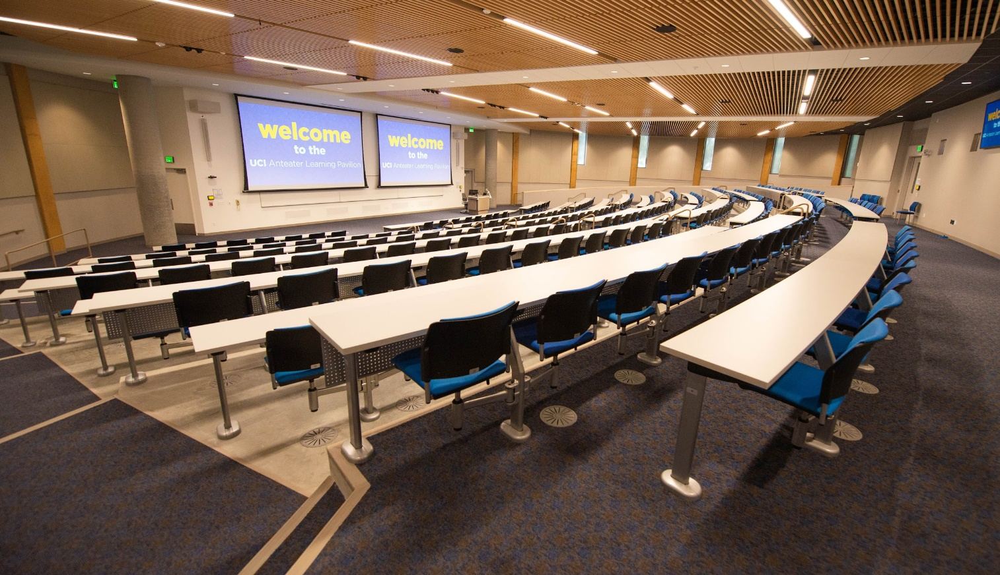 welcome
to the
UCI Anteater Learning Pavilion
welcome
to the
UCI Anteater Learning Pavilion